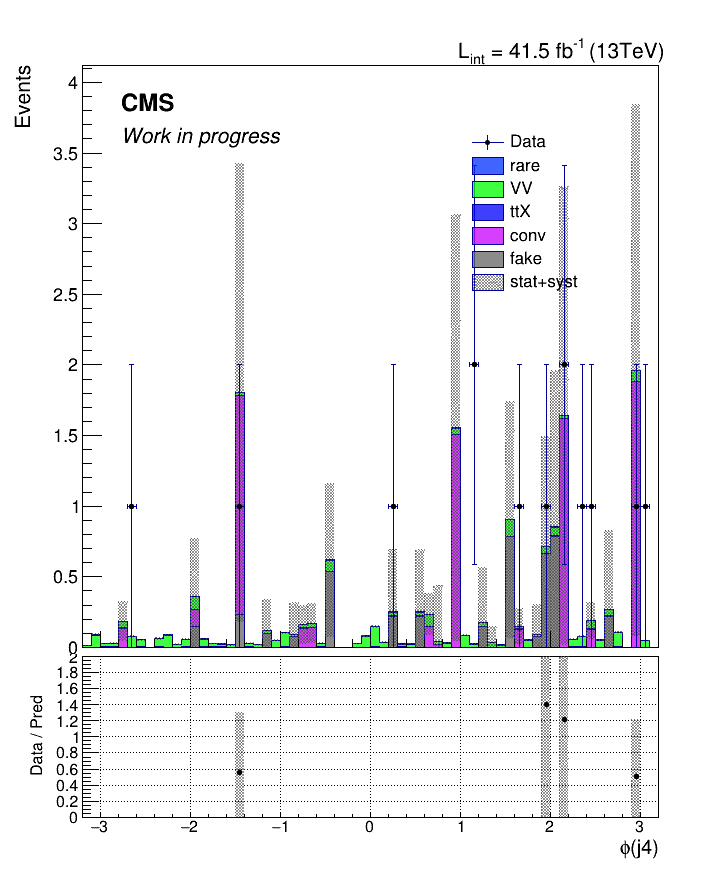 L_int = 41.5 fb^-1 (13TeV)
Events
CMS
Work in progress
Data
rare
VV
ttX
conv
fake
stat+syst
4
3.5
3
2.5
2
1.5
1
0.5
0
Data / Pred
2
1.8
1.6
1.4
1.2
1
0.8
0.6
0.4
0.2
0
−3 −2 −1 0 1 2 3
ϕ(j4)